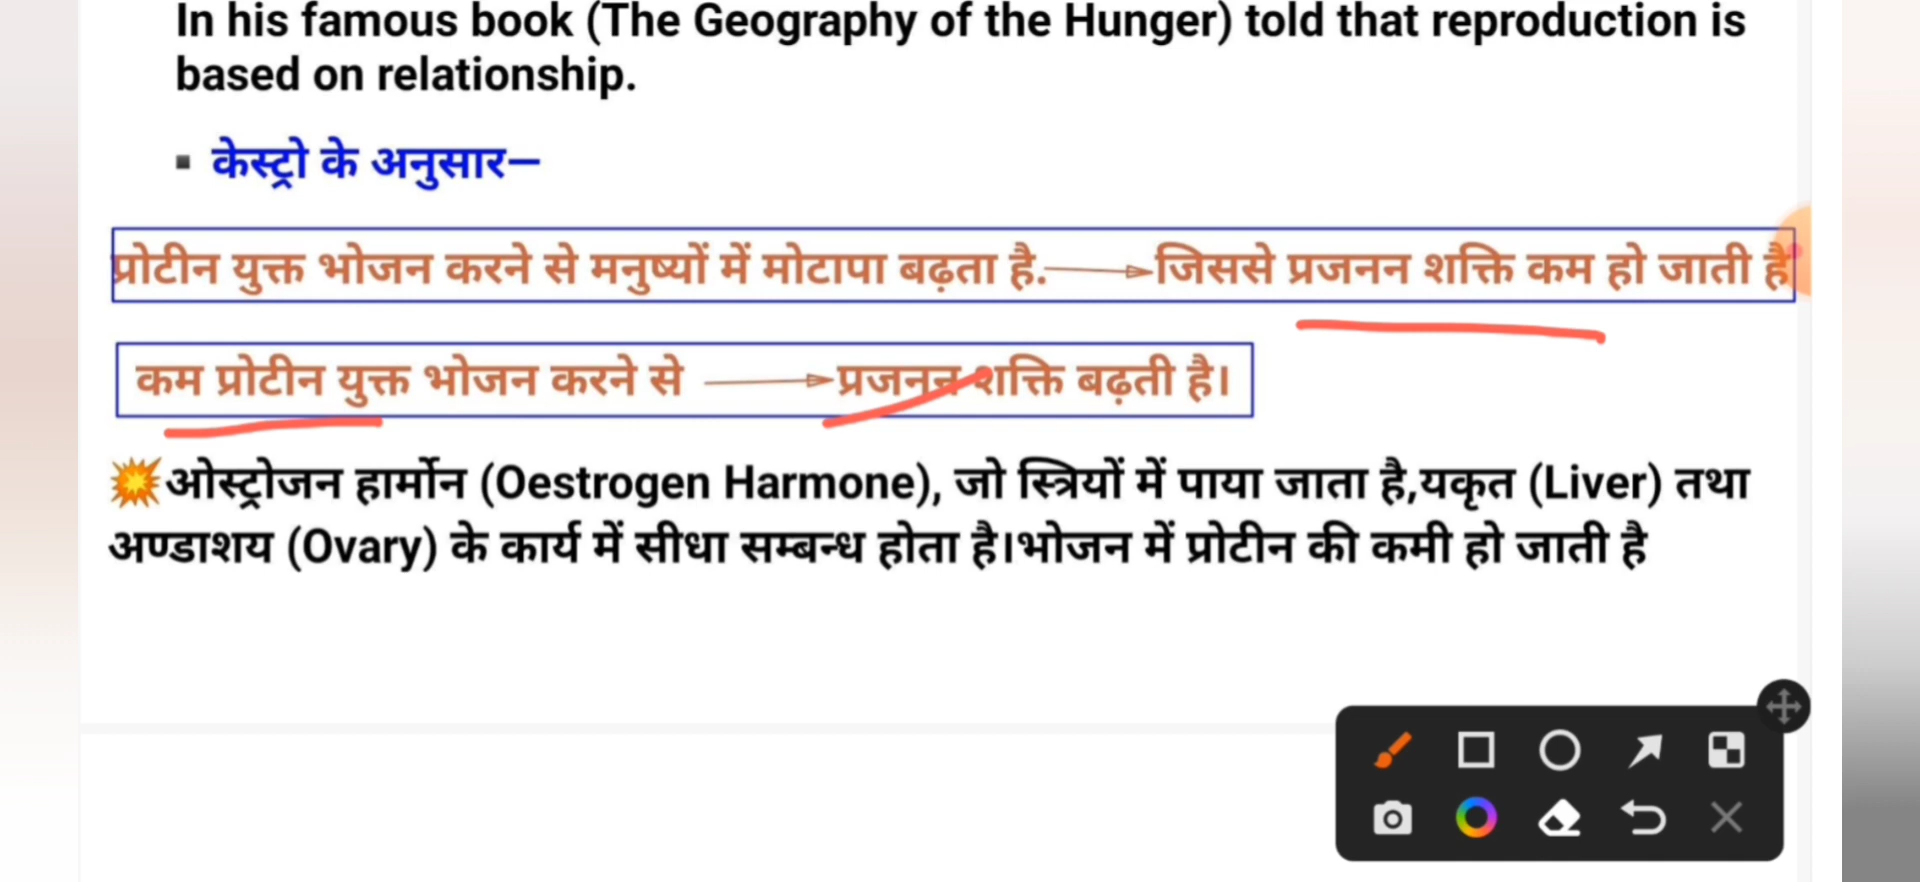 In his famous book (The Geography of the Hunger) told that reproduction is
based on relationship.
▪ केस्ट्रो के अनुसार—
प्रोटीन युक्त भोजन करने से मनुष्यों में मोटापा बढ़ता है.→जिससे प्रजनन शक्ति कम हो जाती है
कम प्रोटीन युक्त भोजन करने से →प्रजनन शक्ति बढ़ती है।
💥ओस्ट्रोजन हार्मोन (Oestrogen Harmone), जो स्त्रियों में पाया जाता है,यकृत (Liver) तथा
अण्डाशय (Ovary) के कार्य में सीधा सम्बन्ध होता है।भोजन में प्रोटीन की कमी हो जाती है